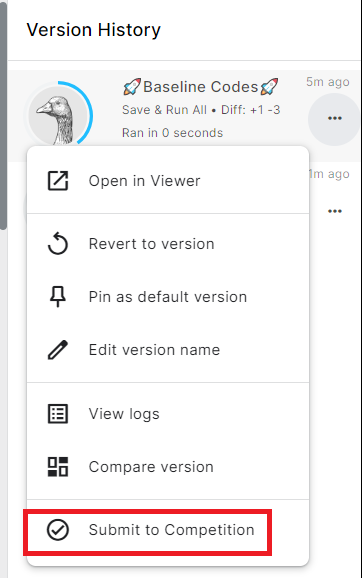 Version History
🚀Baseline Codes🚀
5m ago
Save & Run All • Diff: +1 -3
Ran in 0 seconds
1m ago
Open in Viewer
Revert to version
Pin as default version
Edit version name
View logs
Compare version
Submit to Competition